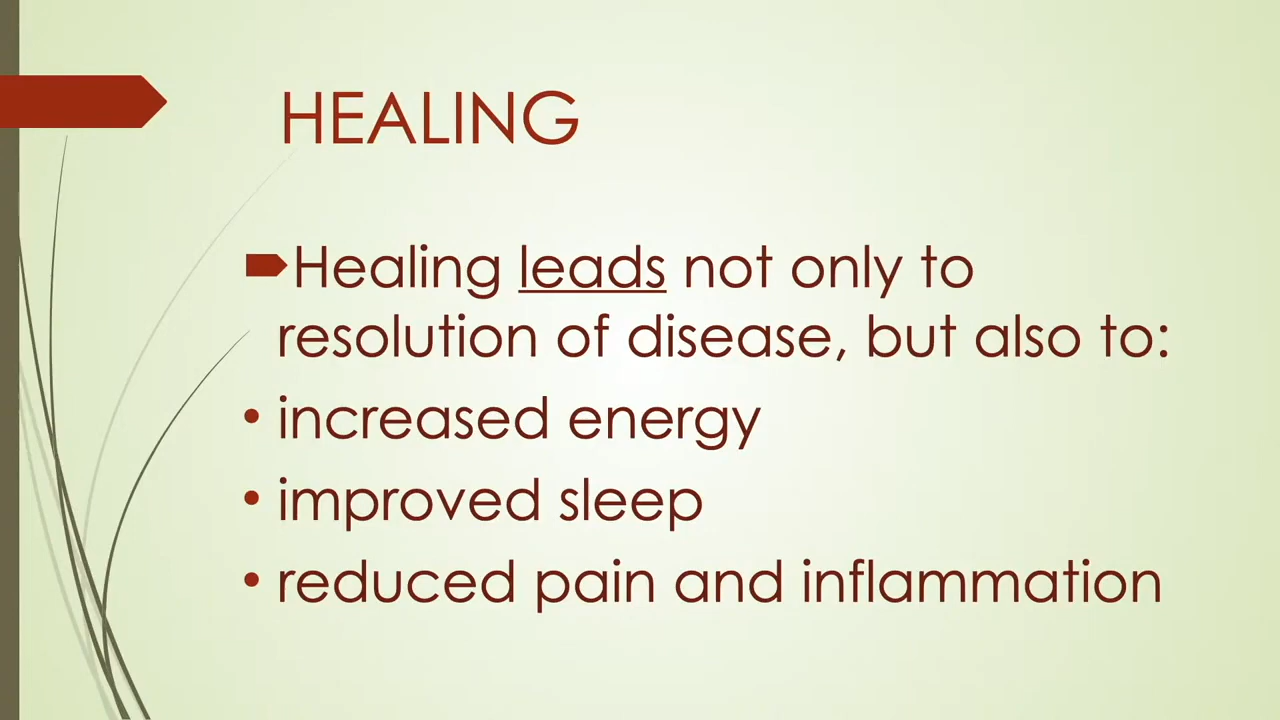 HEALING
Healing leads not only to
resolution of disease, but also to:
• increased energy
• improved sleep
• reduced pain and inflammation